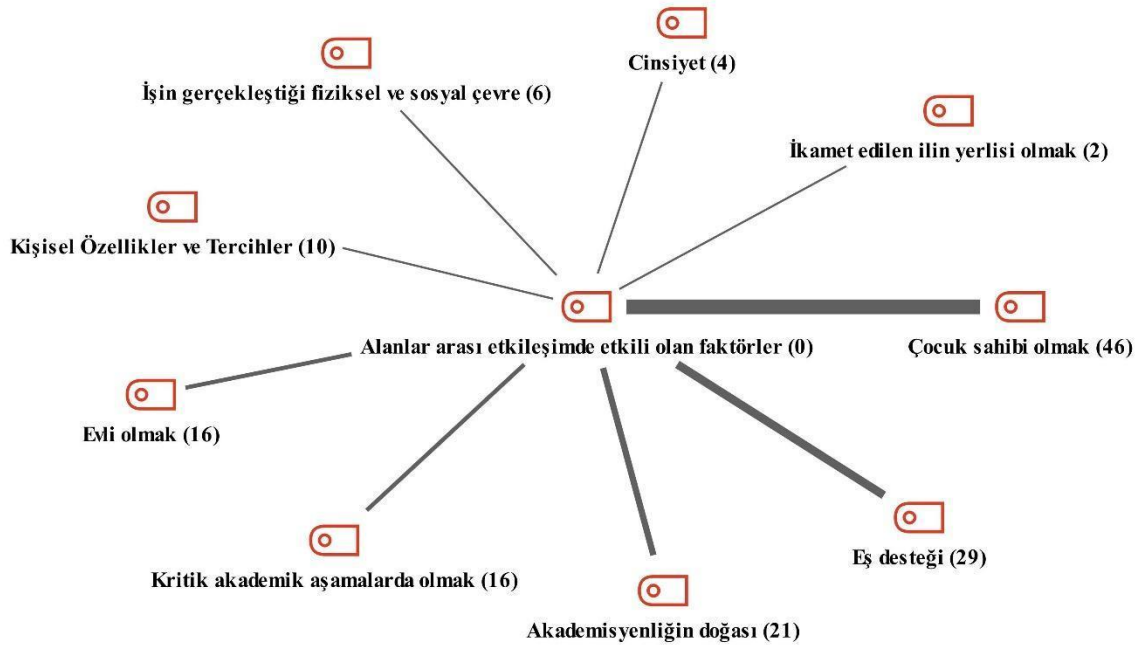 Cinsiyet (4)
İşin gerçekleştiği fiziksel ve sosyal çevre (6)
İkamet edilen ilin yerlisi olmak (2)
Kişisel Özellikler ve Tercihler (10)
Alanlar arası etkileşimde etkili olan faktörler (0)
Çocuk sahibi olmak (46)
Evli olmak (16)
Eş desteği (29)
Kritik akademik aşamalarda olmak (16)
Akademisyenliğin doğası (21)